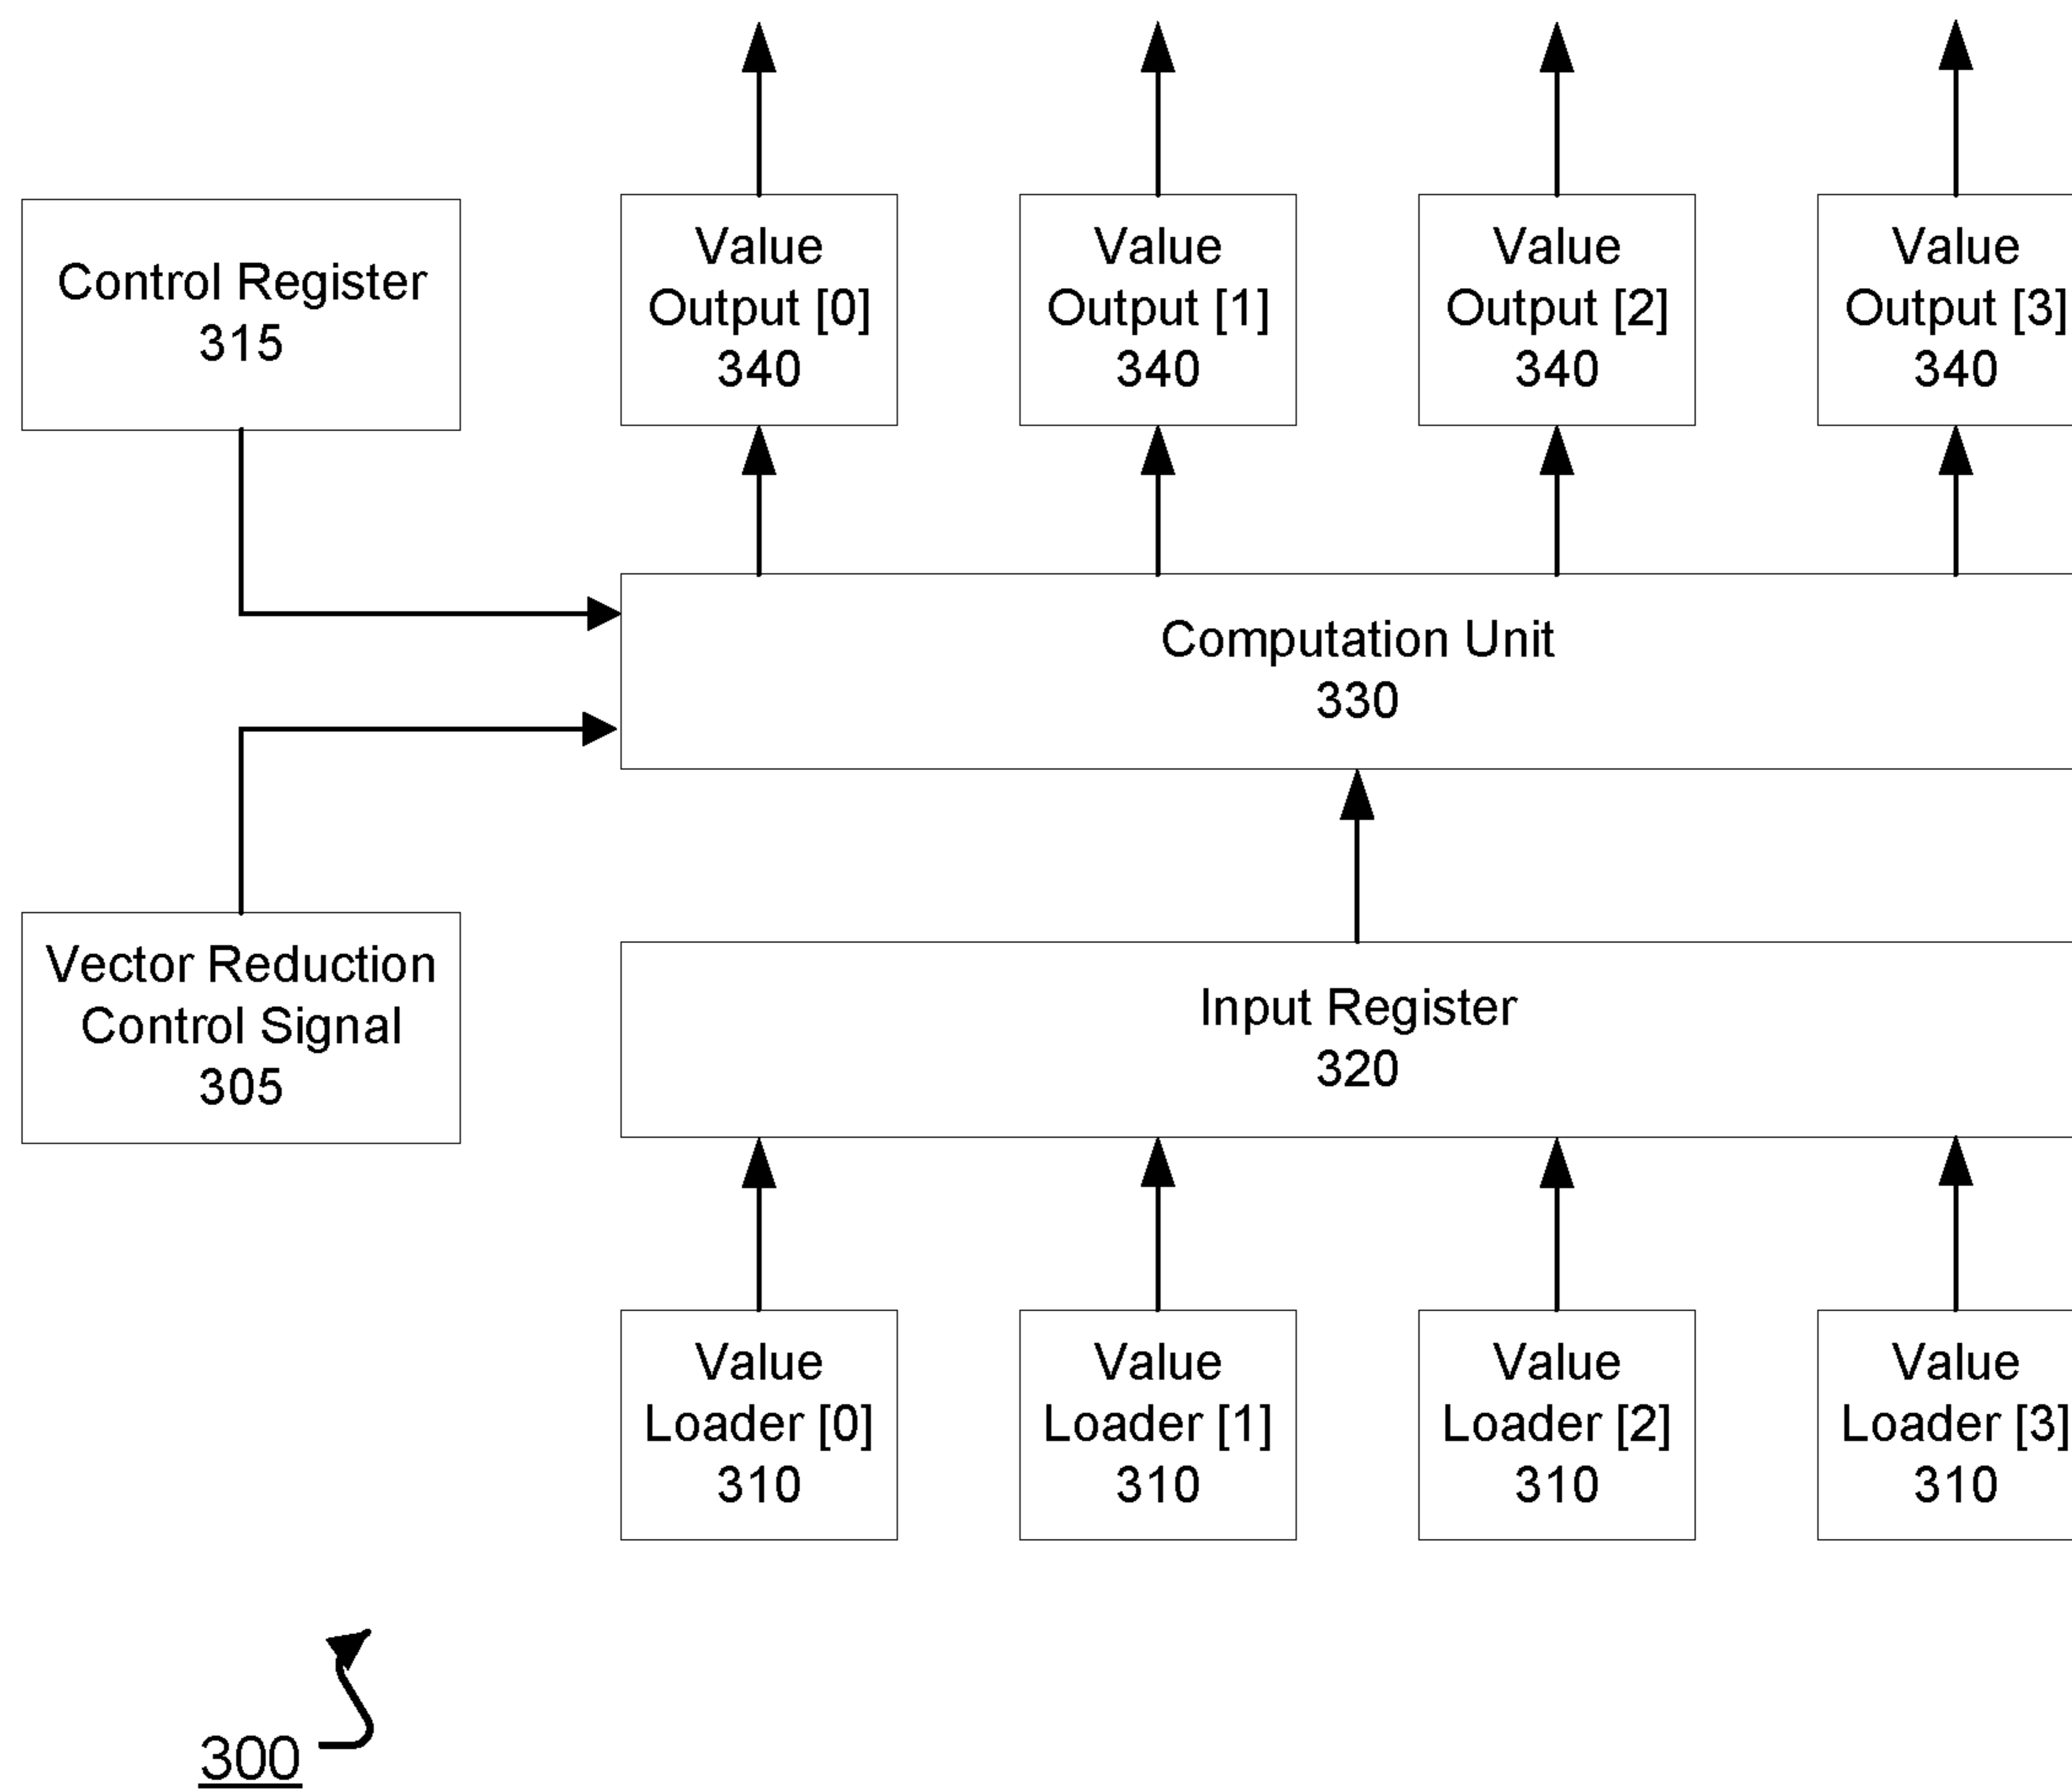 Control Register
315
Value
Output [0]
340
Value
Output [1]
340
Value
Output [2]
340
Value
Output [3]
340
Computation Unit
330
Vector Reduction
Control Signal
305
Input Register
320
Value
Loader [0]
310
Value
Loader [1]
310
Value
Loader [2]
310
Value
Loader [3]
310
300